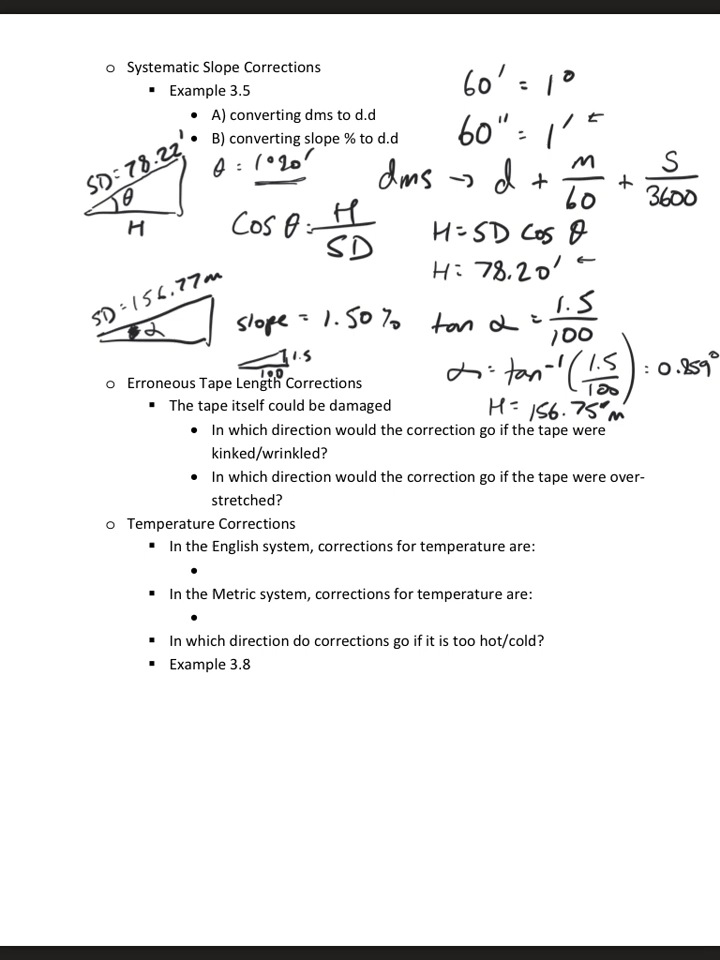 o Systematic Slope Corrections
60' = 1°
▪ Example 3.5
• A) converting dms to d.d
60" = 1' ←
• B) converting slope % to d.d
SD = 78.22'
θ
H
θ = 1°20'
dms → d + M/60 + S/3600
Cos θ = H/SD
H = SD Cos θ
H = 78.20' ←
SD = 156.77m
α
slope = 1.50%
tan α = 1.5/100
1.5
100
α = tan⁻¹(1.5/100) = 0.859°
o Erroneous Tape Length Corrections
▪ The tape itself could be damaged
H = 156.75 m
• In which direction would the correction go if the tape were
kinked/wrinkled?
• In which direction would the correction go if the tape were over-
stretched?
o Temperature Corrections
▪ In the English system, corrections for temperature are:
•
▪ In the Metric system, corrections for temperature are:
•
▪ In which direction do corrections go if it is too hot/cold?
▪ Example 3.8